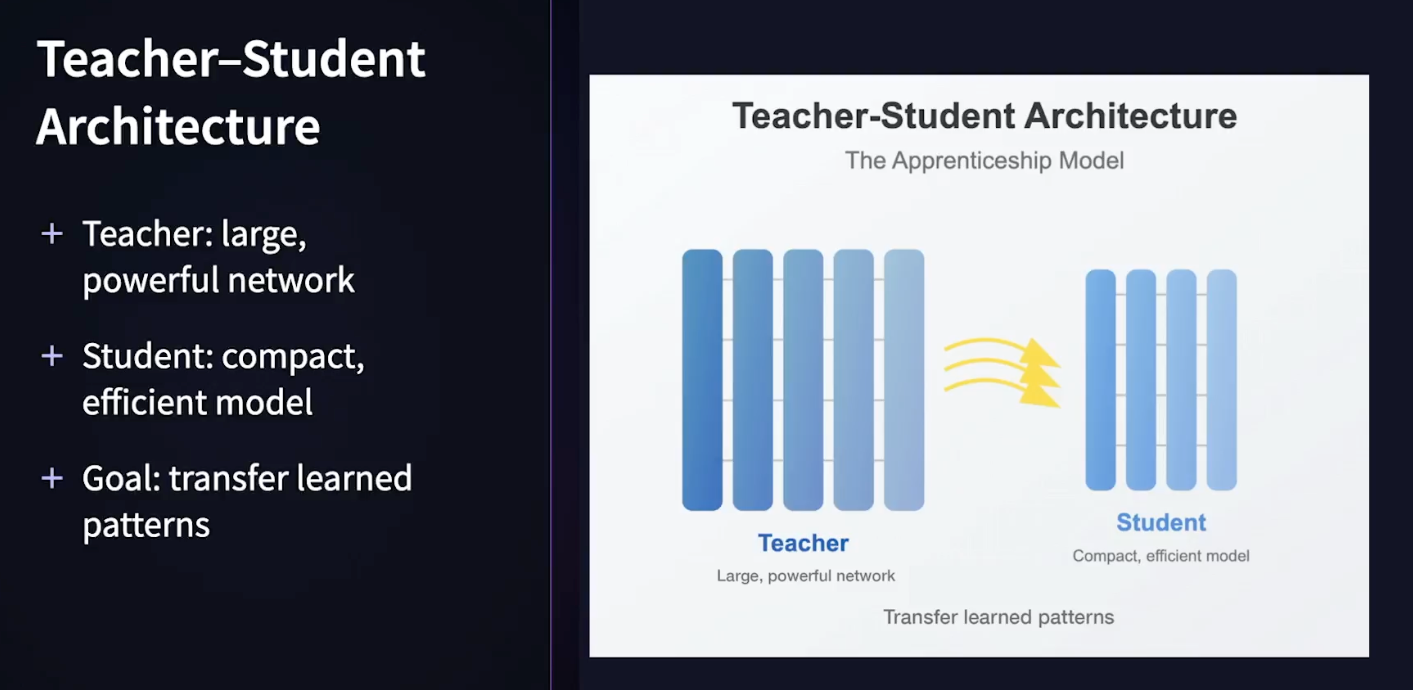 Teacher–Student
Architecture
+ Teacher: large,
powerful network
+ Student: compact,
efficient model
+ Goal: transfer learned
patterns
Teacher-Student Architecture
The Apprenticeship Model
Teacher
Large, powerful network
Student
Compact, efficient model
Transfer learned patterns